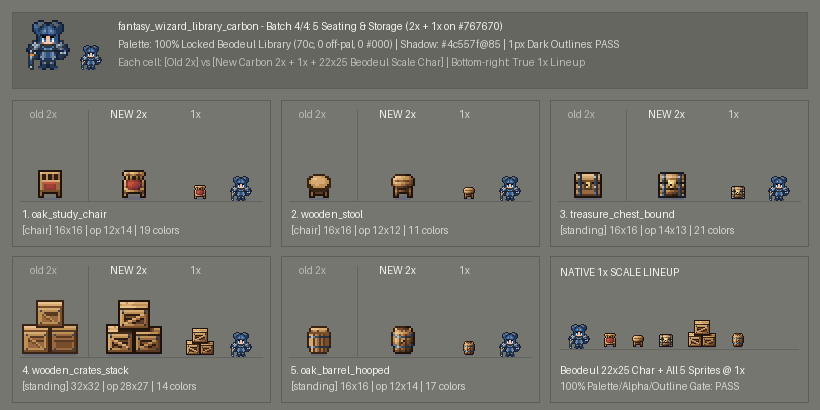 fantasy_wizard_library_carbon - Batch 4/4: 5 Seating & Storage (2x + 1x on #767670)
Palette: 100% Locked Beodeul Library (70c, 0 off-pal, 0 #000) | Shadow: #4c557f@85 | 1px Dark Outlines: PASS
Each cell: [Old 2x] vs [New Carbon 2x + 1x + 22x25 Beodeul Scale Char] | Bottom-right: True 1x Lineup
old 2x NEW 2x 1x
1. oak_study_chair
[chair] 16x16 | op 12x14 | 19 colors
old 2x NEW 2x 1x
2. wooden_stool
[chair] 16x16 | op 12x12 | 11 colors
old 2x NEW 2x 1x
3. treasure_chest_bound
[standing] 16x16 | op 14x13 | 21 colors
old 2x NEW 2x 1x
4. wooden_crates_stack
[standing] 32x32 | op 28x27 | 14 colors
old 2x NEW 2x 1x
5. oak_barrel_hooped
[standing] 16x16 | op 12x14 | 17 colors
NATIVE 1x SCALE LINEUP
Beodeul 22x25 Char + All 5 Sprites @ 1x
100% Palette/Alpha/Outline Gate: PASS